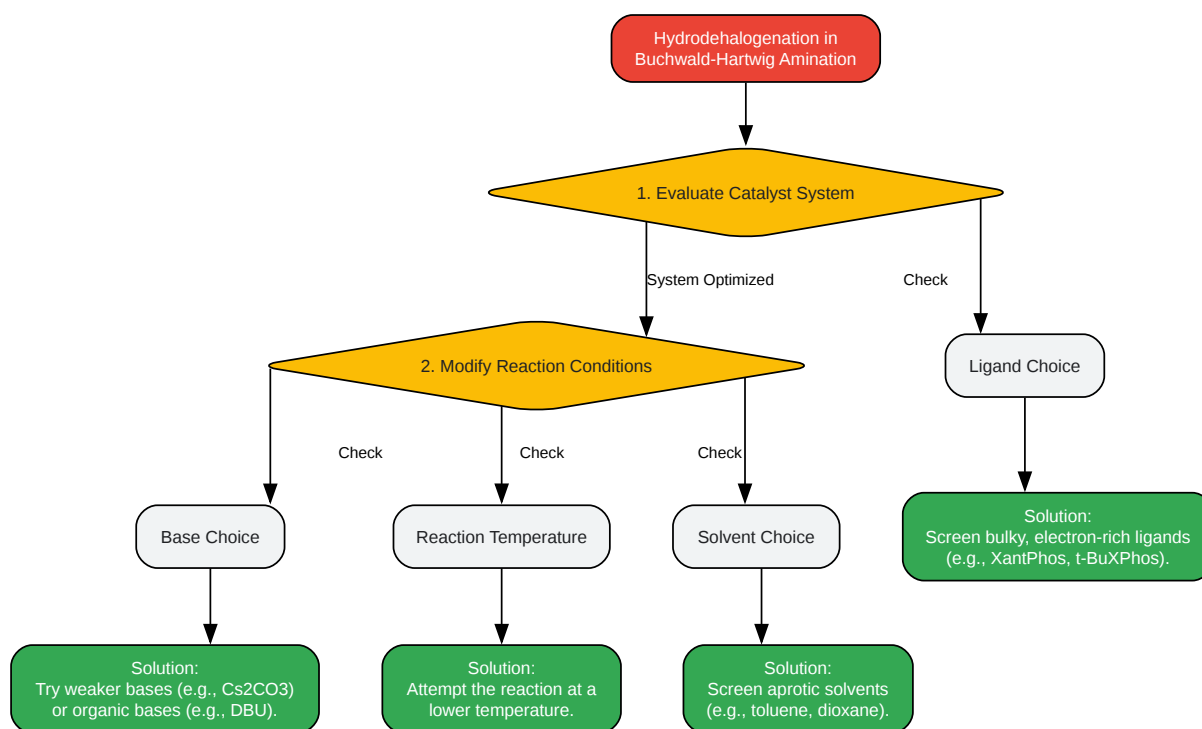 Hydrodehalogenation in
Buchwald-Hartwig Amination
1. Evaluate Catalyst System
System Optimized
Check
2. Modify Reaction Conditions
Ligand Choice
Check
Check
Check
Base Choice
Reaction Temperature
Solvent Choice
Solution:
Screen bulky, electron-rich ligands
(e.g., XantPhos, t-BuXPhos).
Solution:
Try weaker bases (e.g., Cs2CO3)
or organic bases (e.g., DBU).
Solution:
Attempt the reaction at a
lower temperature.
Solution:
Screen aprotic solvents
(e.g., toluene, dioxane).